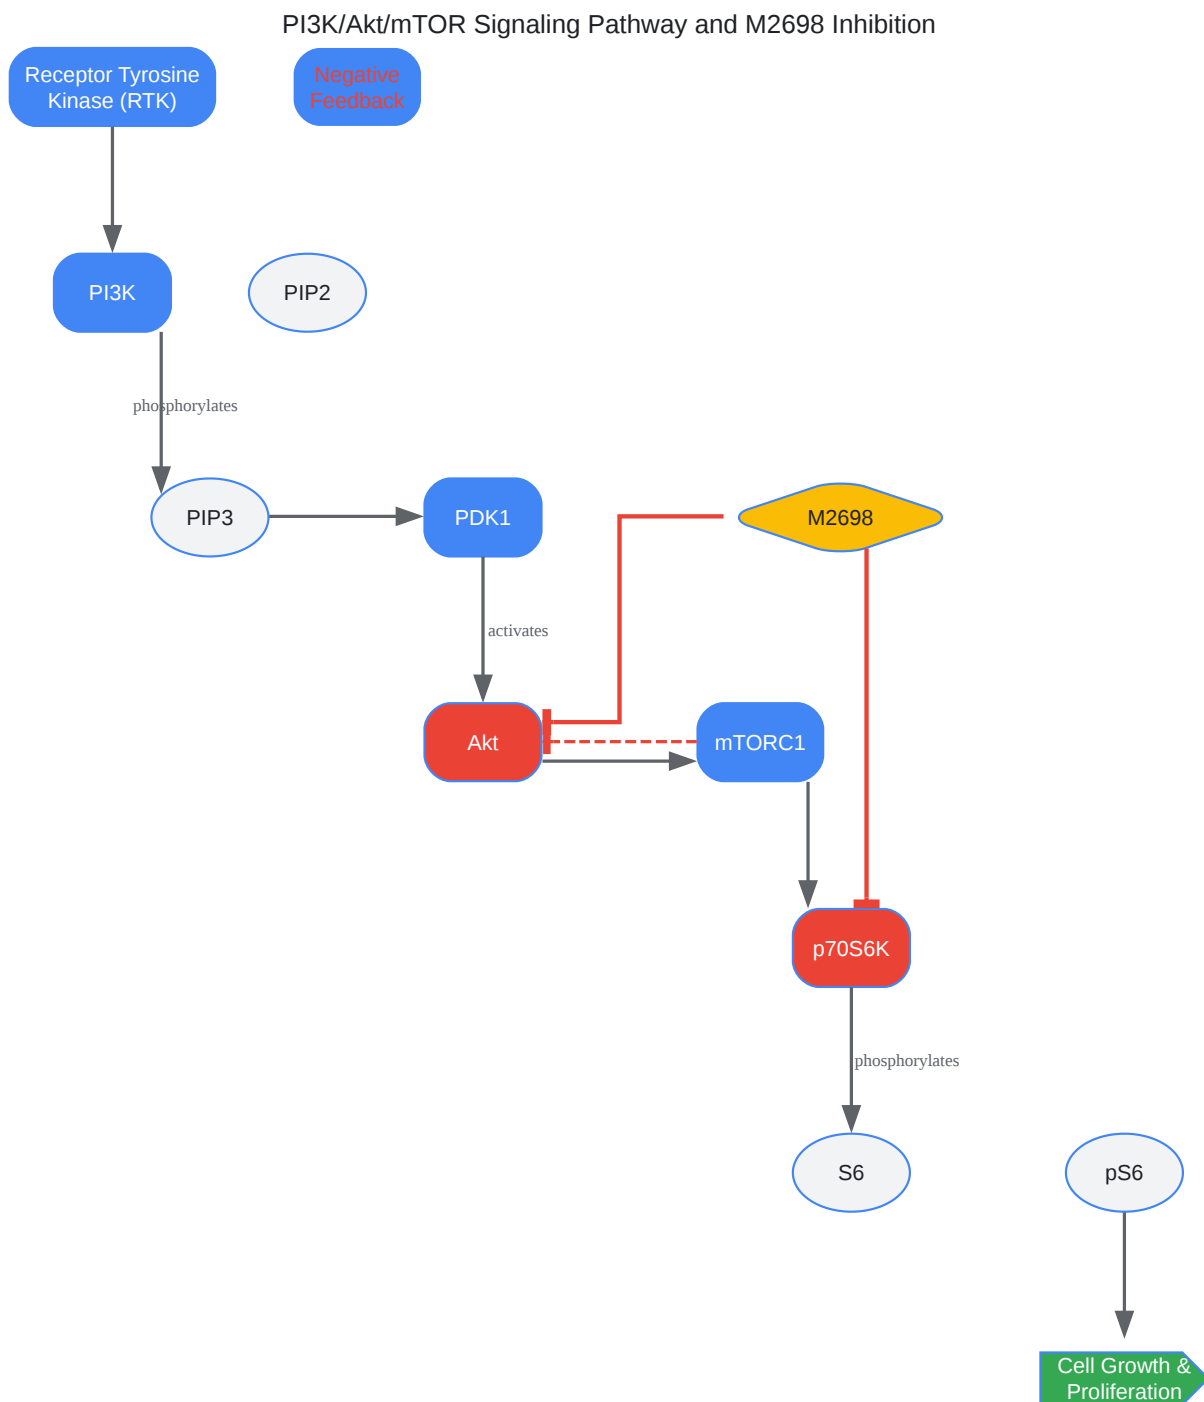 PI3K/Akt/mTOR Signaling Pathway and M2698 Inhibition
Receptor Tyrosine
Kinase (RTK)
Negative
Feedback
PI3K
PIP2
phosphorylates
PIP3
PDK1
M2698
activates
Akt
mTORC1
p70S6K
phosphorylates
S6
pS6
Cell Growth &
Proliferation